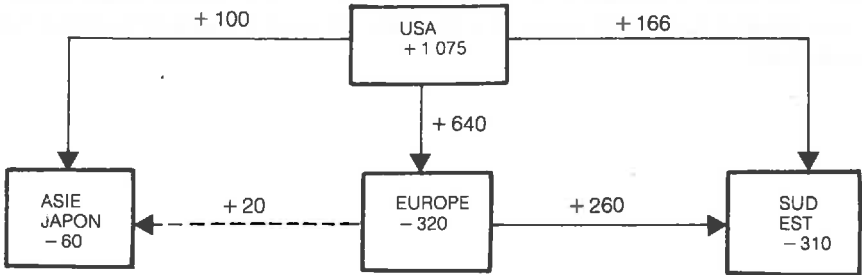 + 100
USA
+ 1 075
+ 166
+ 640
ASIE
JAPON
− 60
+ 20
EUROPE
− 320
+ 260
SUD
EST
− 310